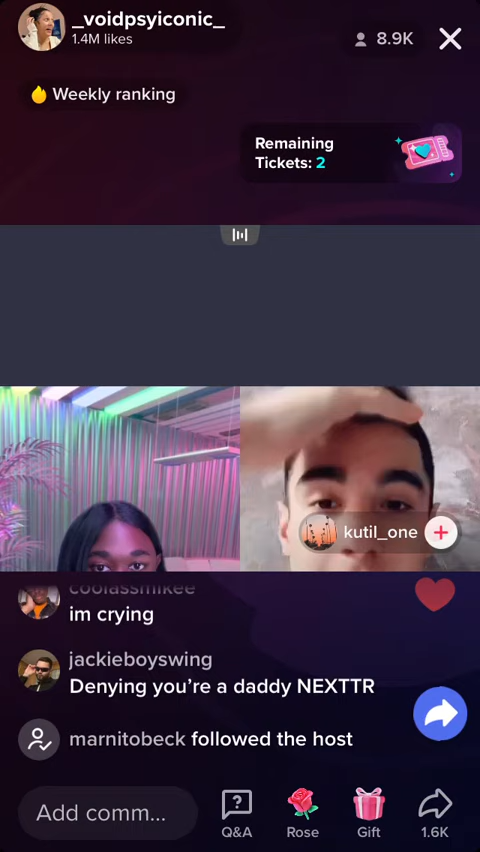 _voidpsyiconic_
1.4M likes
8.9K
Weekly ranking
Remaining
Tickets: 2
kutil_one
coolassmikee
im crying
jackieboyswing
Denying you're a daddy NEXTTR
marnitobeck followed the host
Add comm...
Q&A
Rose
Gift
1.6K